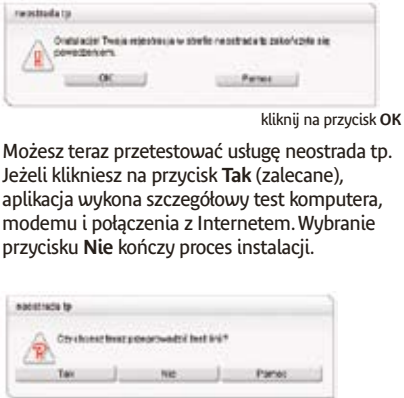 neostrada tp
Gratulacje! Twoja rejestracja w strefie neostrada tp zakończyła się
powodzeniem.
OK Pomoc
kliknij na przycisk OK
Możesz teraz przetestować usługę neostrada tp.
Jeżeli klikniesz na przycisk Tak (zalecane),
aplikacja wykona szczegółowy test komputera,
modemu i połączenia z Internetem. Wybranie
przycisku Nie kończy proces instalacji.
neostrada tp
Czy chcesz teraz przeprowadzić test linii?
Tak Nie Pomoc